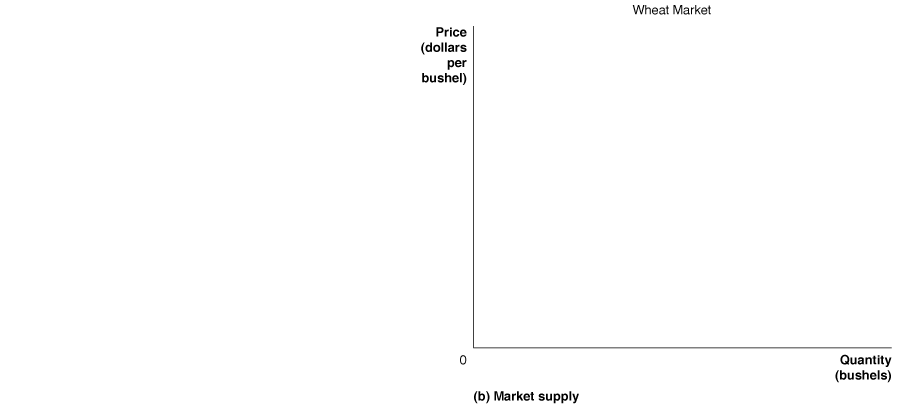 Wheat Market
Price
(dollars
per
bushel)
0
Quantity
(bushels)
(b) Market supply